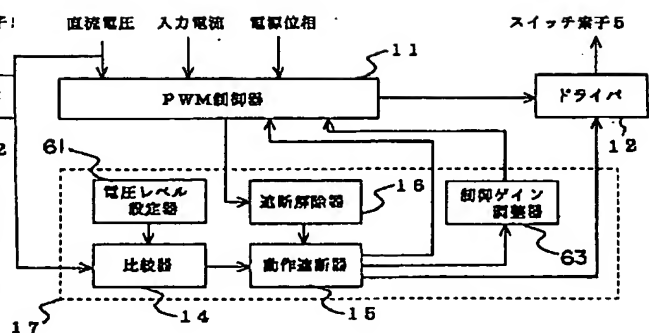 直流電圧 入力電流 電源位相 スイッチ素子5
11
PWM制御器 ドライバ
12
61
電圧レベル
設定器
遮断解除器
16
制御ゲイン
調整器
63
比較器 動作遮断器
14 15
17